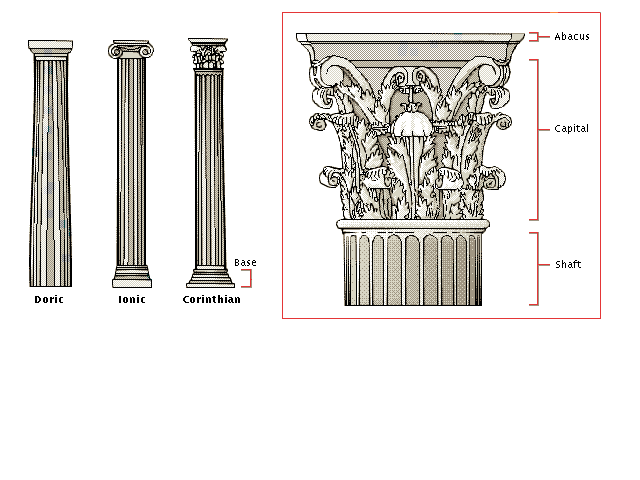 Abacus
Capital
Base
Shaft
Doric
Ionic
Corinthian